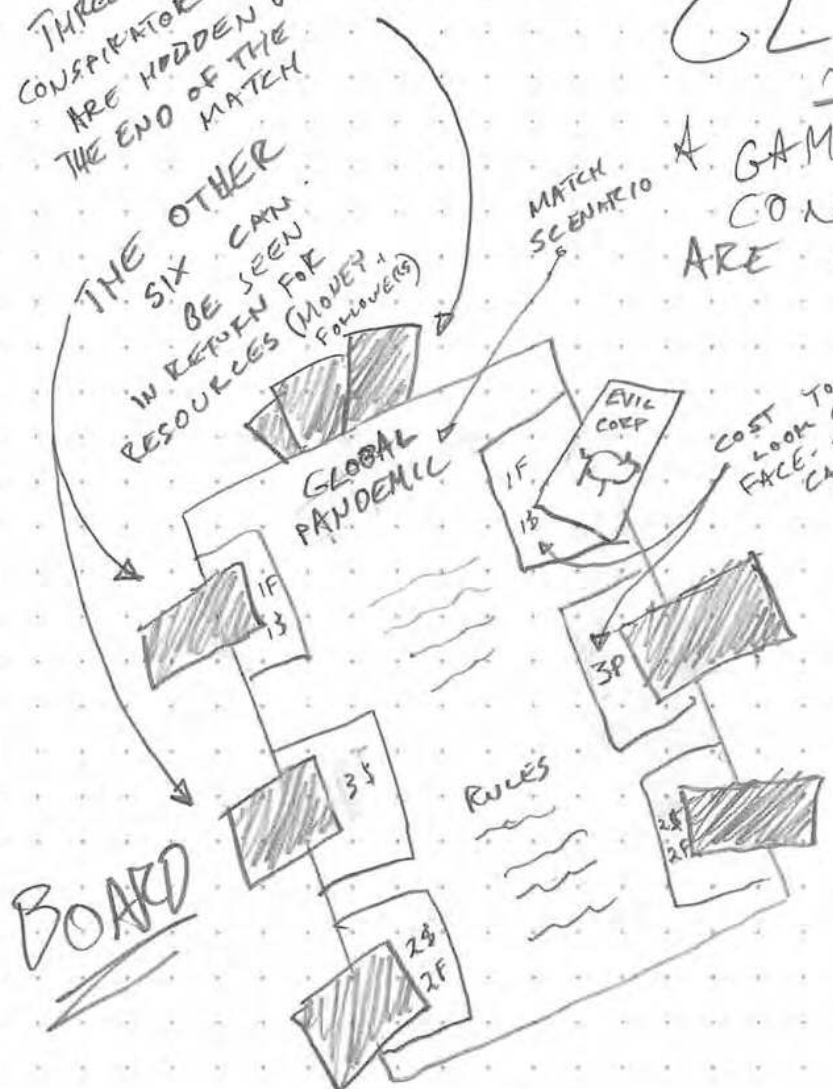 THREE
CONSPIRATORS
ARE HIDDEN
THE END OF THE
MATCH
THE OTHER
SIX CAN
BE SEEN
IN RETURN FOR
RESOURCES (MONEY +
FOLLOWERS)
MATCH
SCENARIO
A GAM
CON
ARE
GLOBAL
PANDEMIC
EVIL
CORP
1F
1$
COST TO
LOOK
FACE-
CA
1F
1$
3P
3$
RULES
2$
2F
2$
2F
BOARD